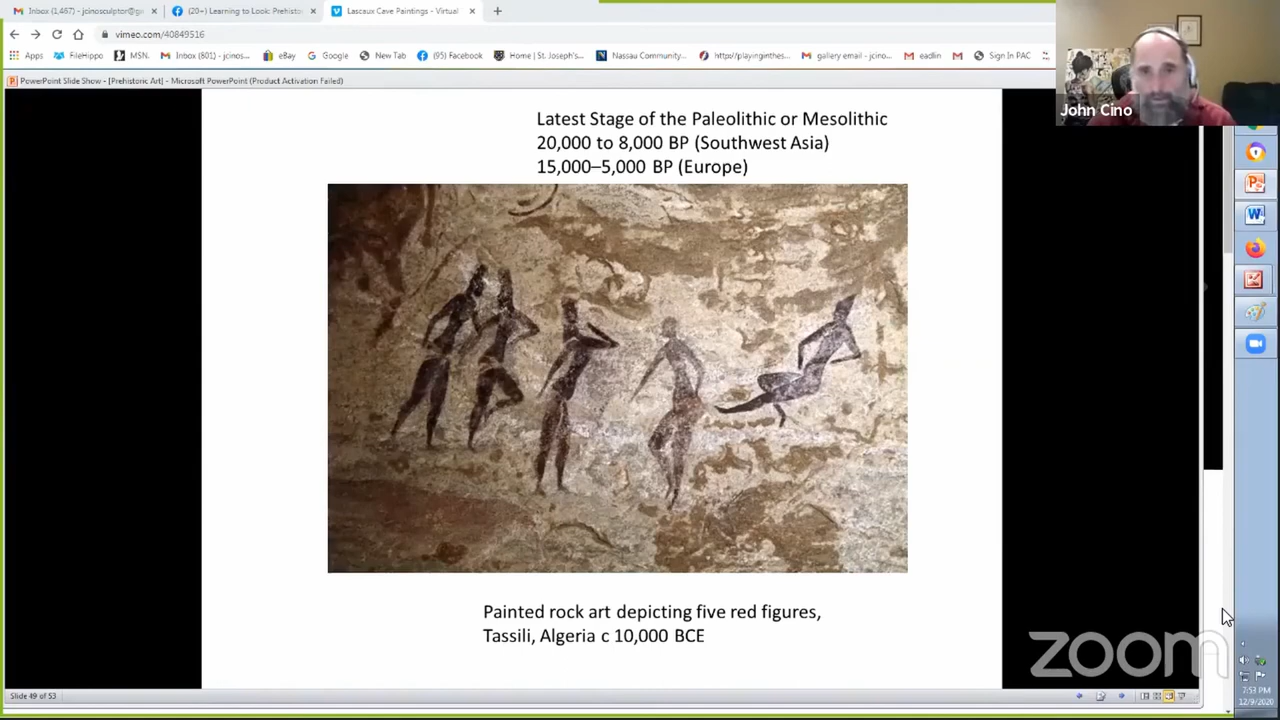 Inbox (1,467) - jcinosculptor@g
(20+) Learning to Look: Prehisto
Lascaux Cave Paintings - Virtual
vimeo.com/40849516
Apps
FileHippo
MSN.
Inbox (801) - jcinos...
eBay
Google
New Tab
(95) Facebook
Home | St. Joseph's...
Nassau Community...
http://playinginthes...
gallery email - jcino...
eadlin
Sign In PAC
PowerPoint Slide Show - [Prehistoric Art] - Microsoft PowerPoint (Product Activation Failed)
John Cino
Latest Stage of the Paleolithic or Mesolithic
20,000 to 8,000 BP (Southwest Asia)
15,000–5,000 BP (Europe)
Painted rock art depicting five red figures,
Tassili, Algeria c 10,000 BCE
zoom
Slide 49 of 53
7:53 PM
12/9/2020